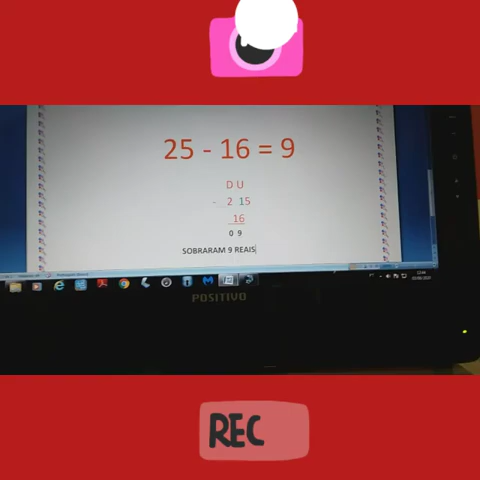 25 - 16 = 9
D U
- 2 15
16
0 9
SOBRARAM 9 REAIS
POSITIVO
REC